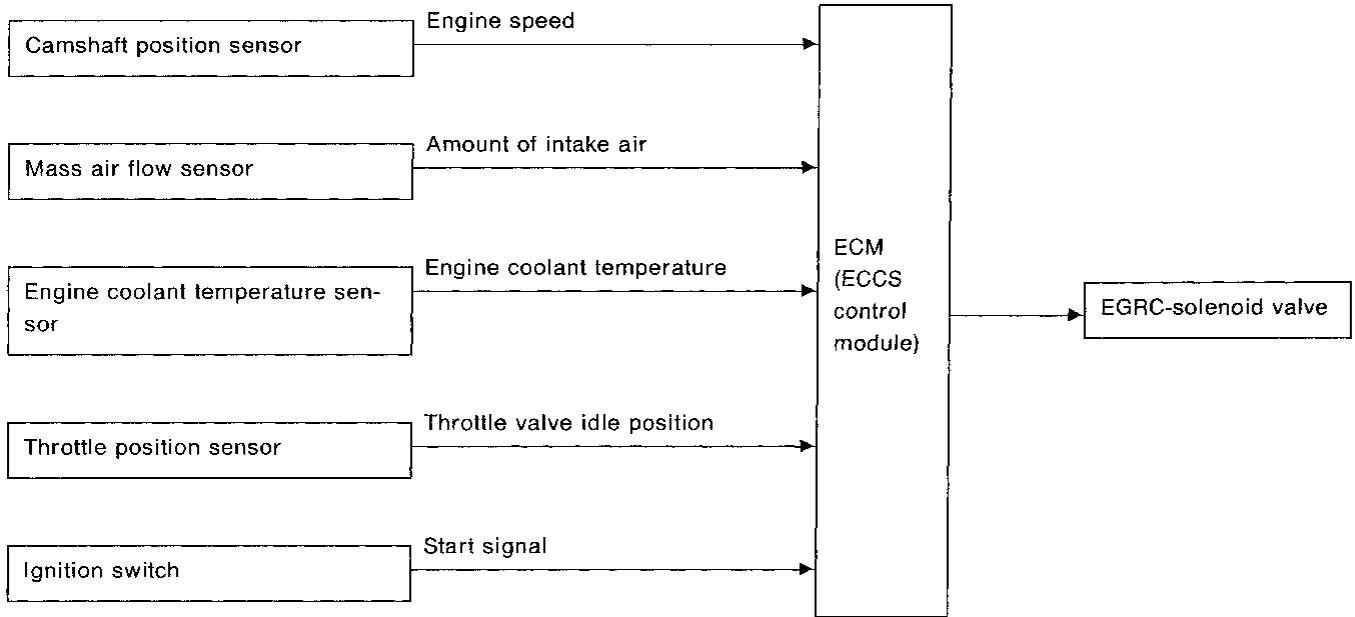 Engine speed
Camshaft position sensor
Amount of intake air
Mass air flow sensor
Engine coolant temperature
Engine coolant temperature sen-
sor
Throttle valve idle position
Throttle position sensor
Start signal
Ignition switch
ECM
(ECCS
control
module)
EGRC-solenoid valve